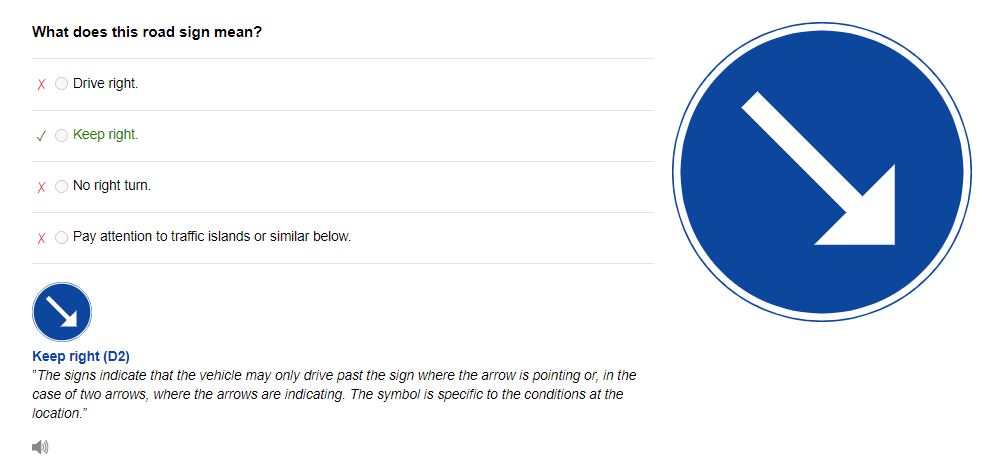 What does this road sign mean?
Drive right.
Keep right.
No right turn.
Pay attention to traffic islands or similar below.
Keep right (D2)
"The signs indicate that the vehicle may only drive past the sign where the arrow is pointing or, in the
case of two arrows, where the arrows are indicating. The symbol is specific to the conditions at the
location."